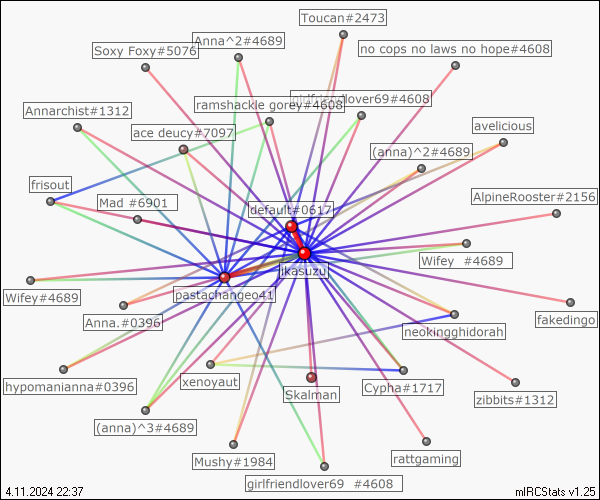 Toucan#2473
Anna^2#4689
Soxy Foxy#5076
no cops no laws no hope#4608
girlfriendlover69#4608
ramshackle gorey#4608
Annarchist#1312
avelicious
ace deucy#7097
(anna)^2#4689
frisout
AlpineRooster#2156
Mad #6901
default#0617
Wifey #4689
jkasuzu
pastachangeo41
Wifey#4689
fakedingo
Anna.#0396
neokingghidorah
xenoyaut
hypomanianna#0396
Cypha#1717
Skalman
zibbits#1312
(anna)^3#4689
rattgaming
Mushy#1984
girlfriendlover69 #4608
4.11.2024 22:37
mIRCStats v1.25